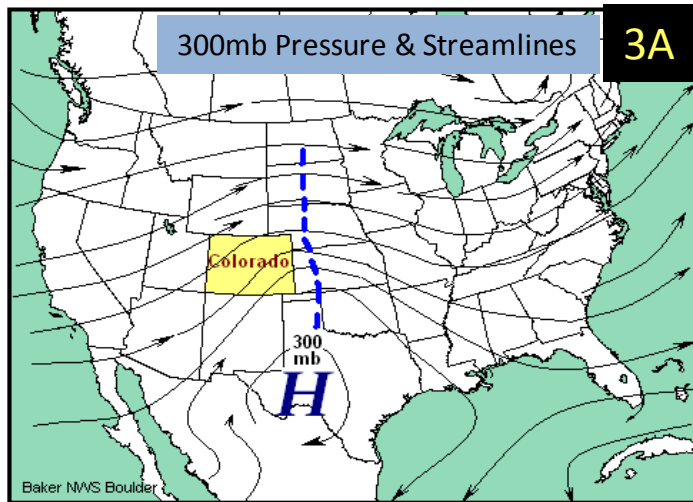 300mb Pressure & Streamlines
3A
Colorado
300
mb
H
Baker NWS Boulder